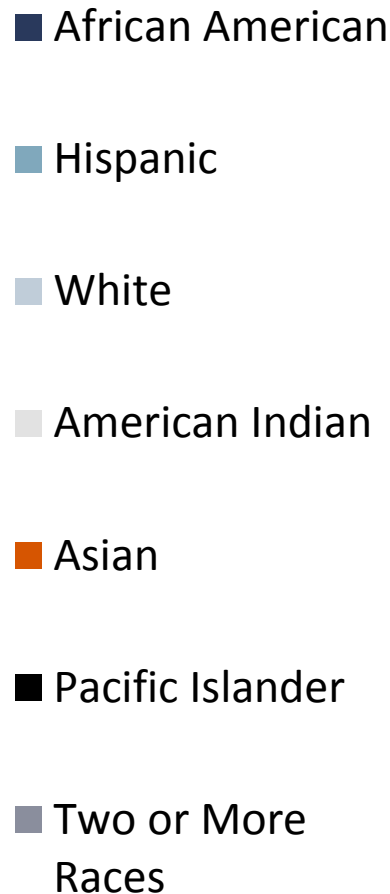 African American
Hispanic
White
American Indian
Asian
Pacific Islander
Two or More
Races